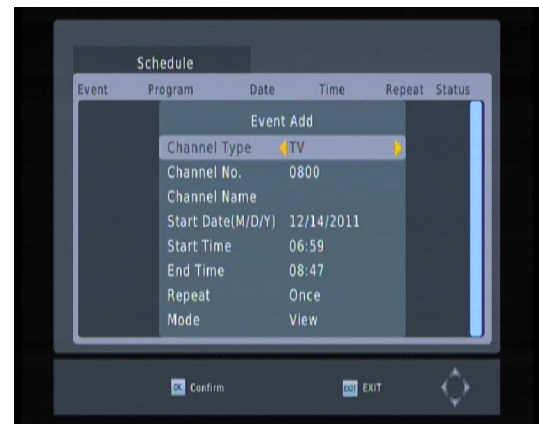 Schedule
Event Program Date Time Repeat Status
Event Add
Channel Type TV
Channel No. 0800
Channel Name
Start Date(M/D/Y) 12/14/2011
Start Time 06:59
End Time 08:47
Repeat Once
Mode View
OK Confirm EXIT EXIT